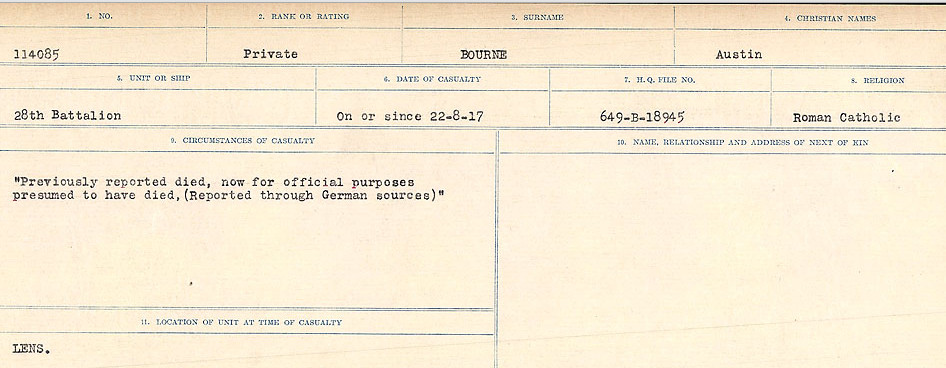 1. NO. 2. RANK OR RATING 3. SURNAME 4. CHRISTIAN NAMES
114085 Private BOURNE Austin
5. UNIT OR SHIP 6. DATE OF CASUALTY 7. H.Q. FILE NO. 8. RELIGION
28th Battalion On or since 22-8-17 649-B-18945 Roman Catholic
9. CIRCUMSTANCES OF CASUALTY 10. NAME, RELATIONSHIP AND ADDRESS OF NEXT OF KIN
"Previously reported died, now for official purposes
presumed to have died,(Reported through German sources)"
11. LOCATION OF UNIT AT TIME OF CASUALTY
LENS.